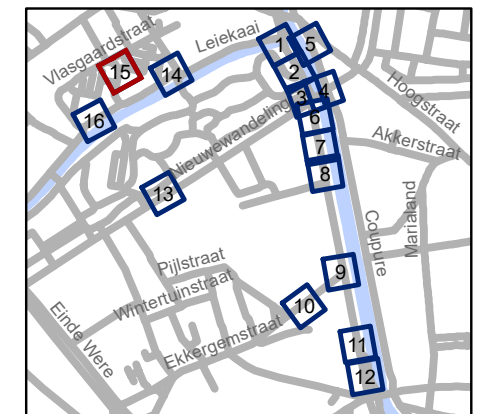 Vlasgaardstraat
Leiekaai
1
5
15
14
2
3
4
Hoogstraat
16
6
Nieuwewandeling
Akkerstraat
7
8
13
Marialand
Coupure
Pijlstraat
9
Wintertuinstraat
10
Einde Were
Ekkergemstraat
11
12